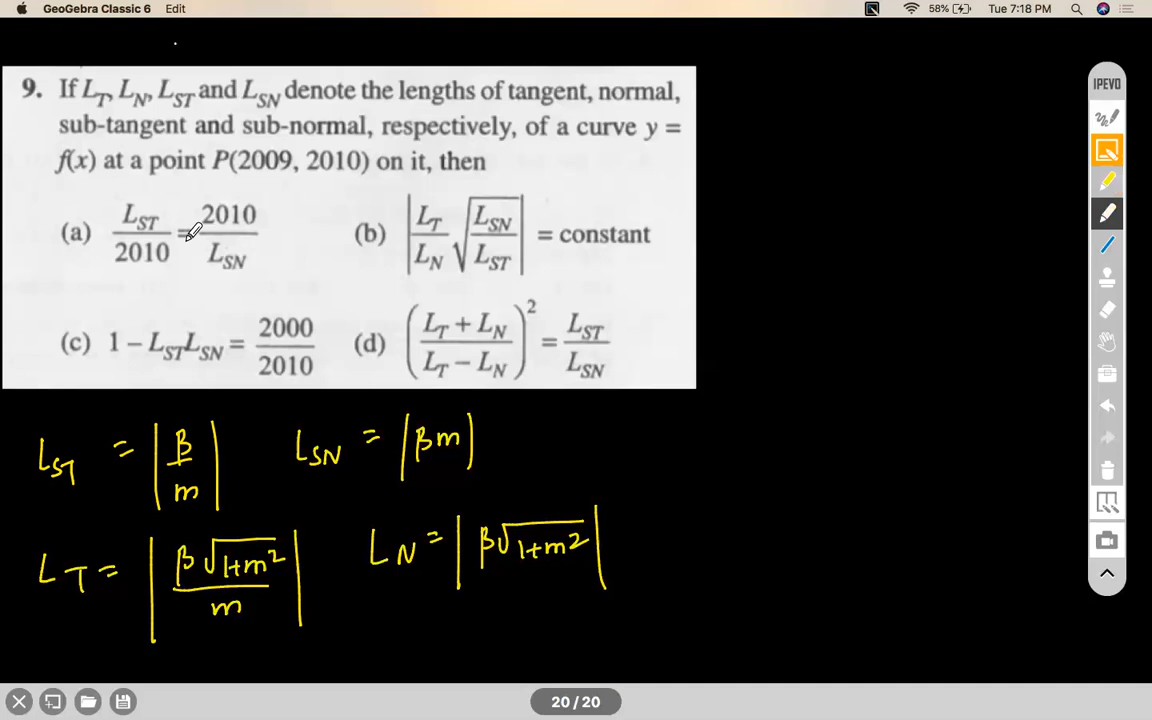 GeoGebra Classic 6 Edit 58% Tue 7:18 PM
IPEVO
9. If L_T, L_N, L_ST and L_SN denote the lengths of tangent, normal,
sub-tangent and sub-normal, respectively, of a curve y =
f(x) at a point P(2009, 2010) on it, then
(a) L_ST/2010 = 2010/L_SN (b) |L_T/L_N √(L_SN/L_ST)| = constant
(c) 1 − L_ST L_SN = 2000/2010 (d) ((L_T + L_N)/(L_T − L_N))² = L_ST/L_SN
L_ST = |β/m| L_SN = |βm|
L_T = |β√(1+m²)/m| L_N = |β√(1+m²)|
20 / 20